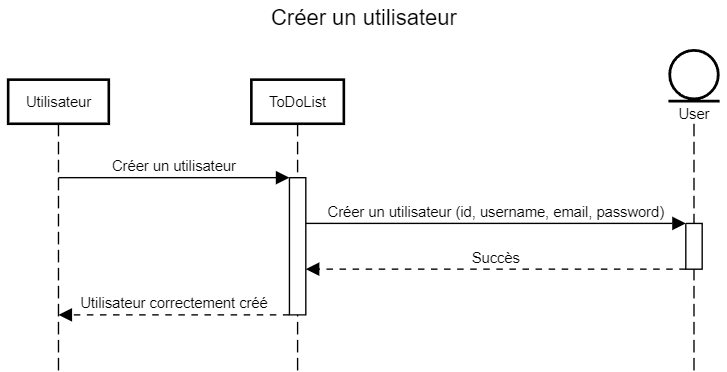 Créer un utilisateur
Utilisateur
ToDoList
User
Créer un utilisateur
Créer un utilisateur (id, username, email, password)
Succès
Utilisateur correctement créé